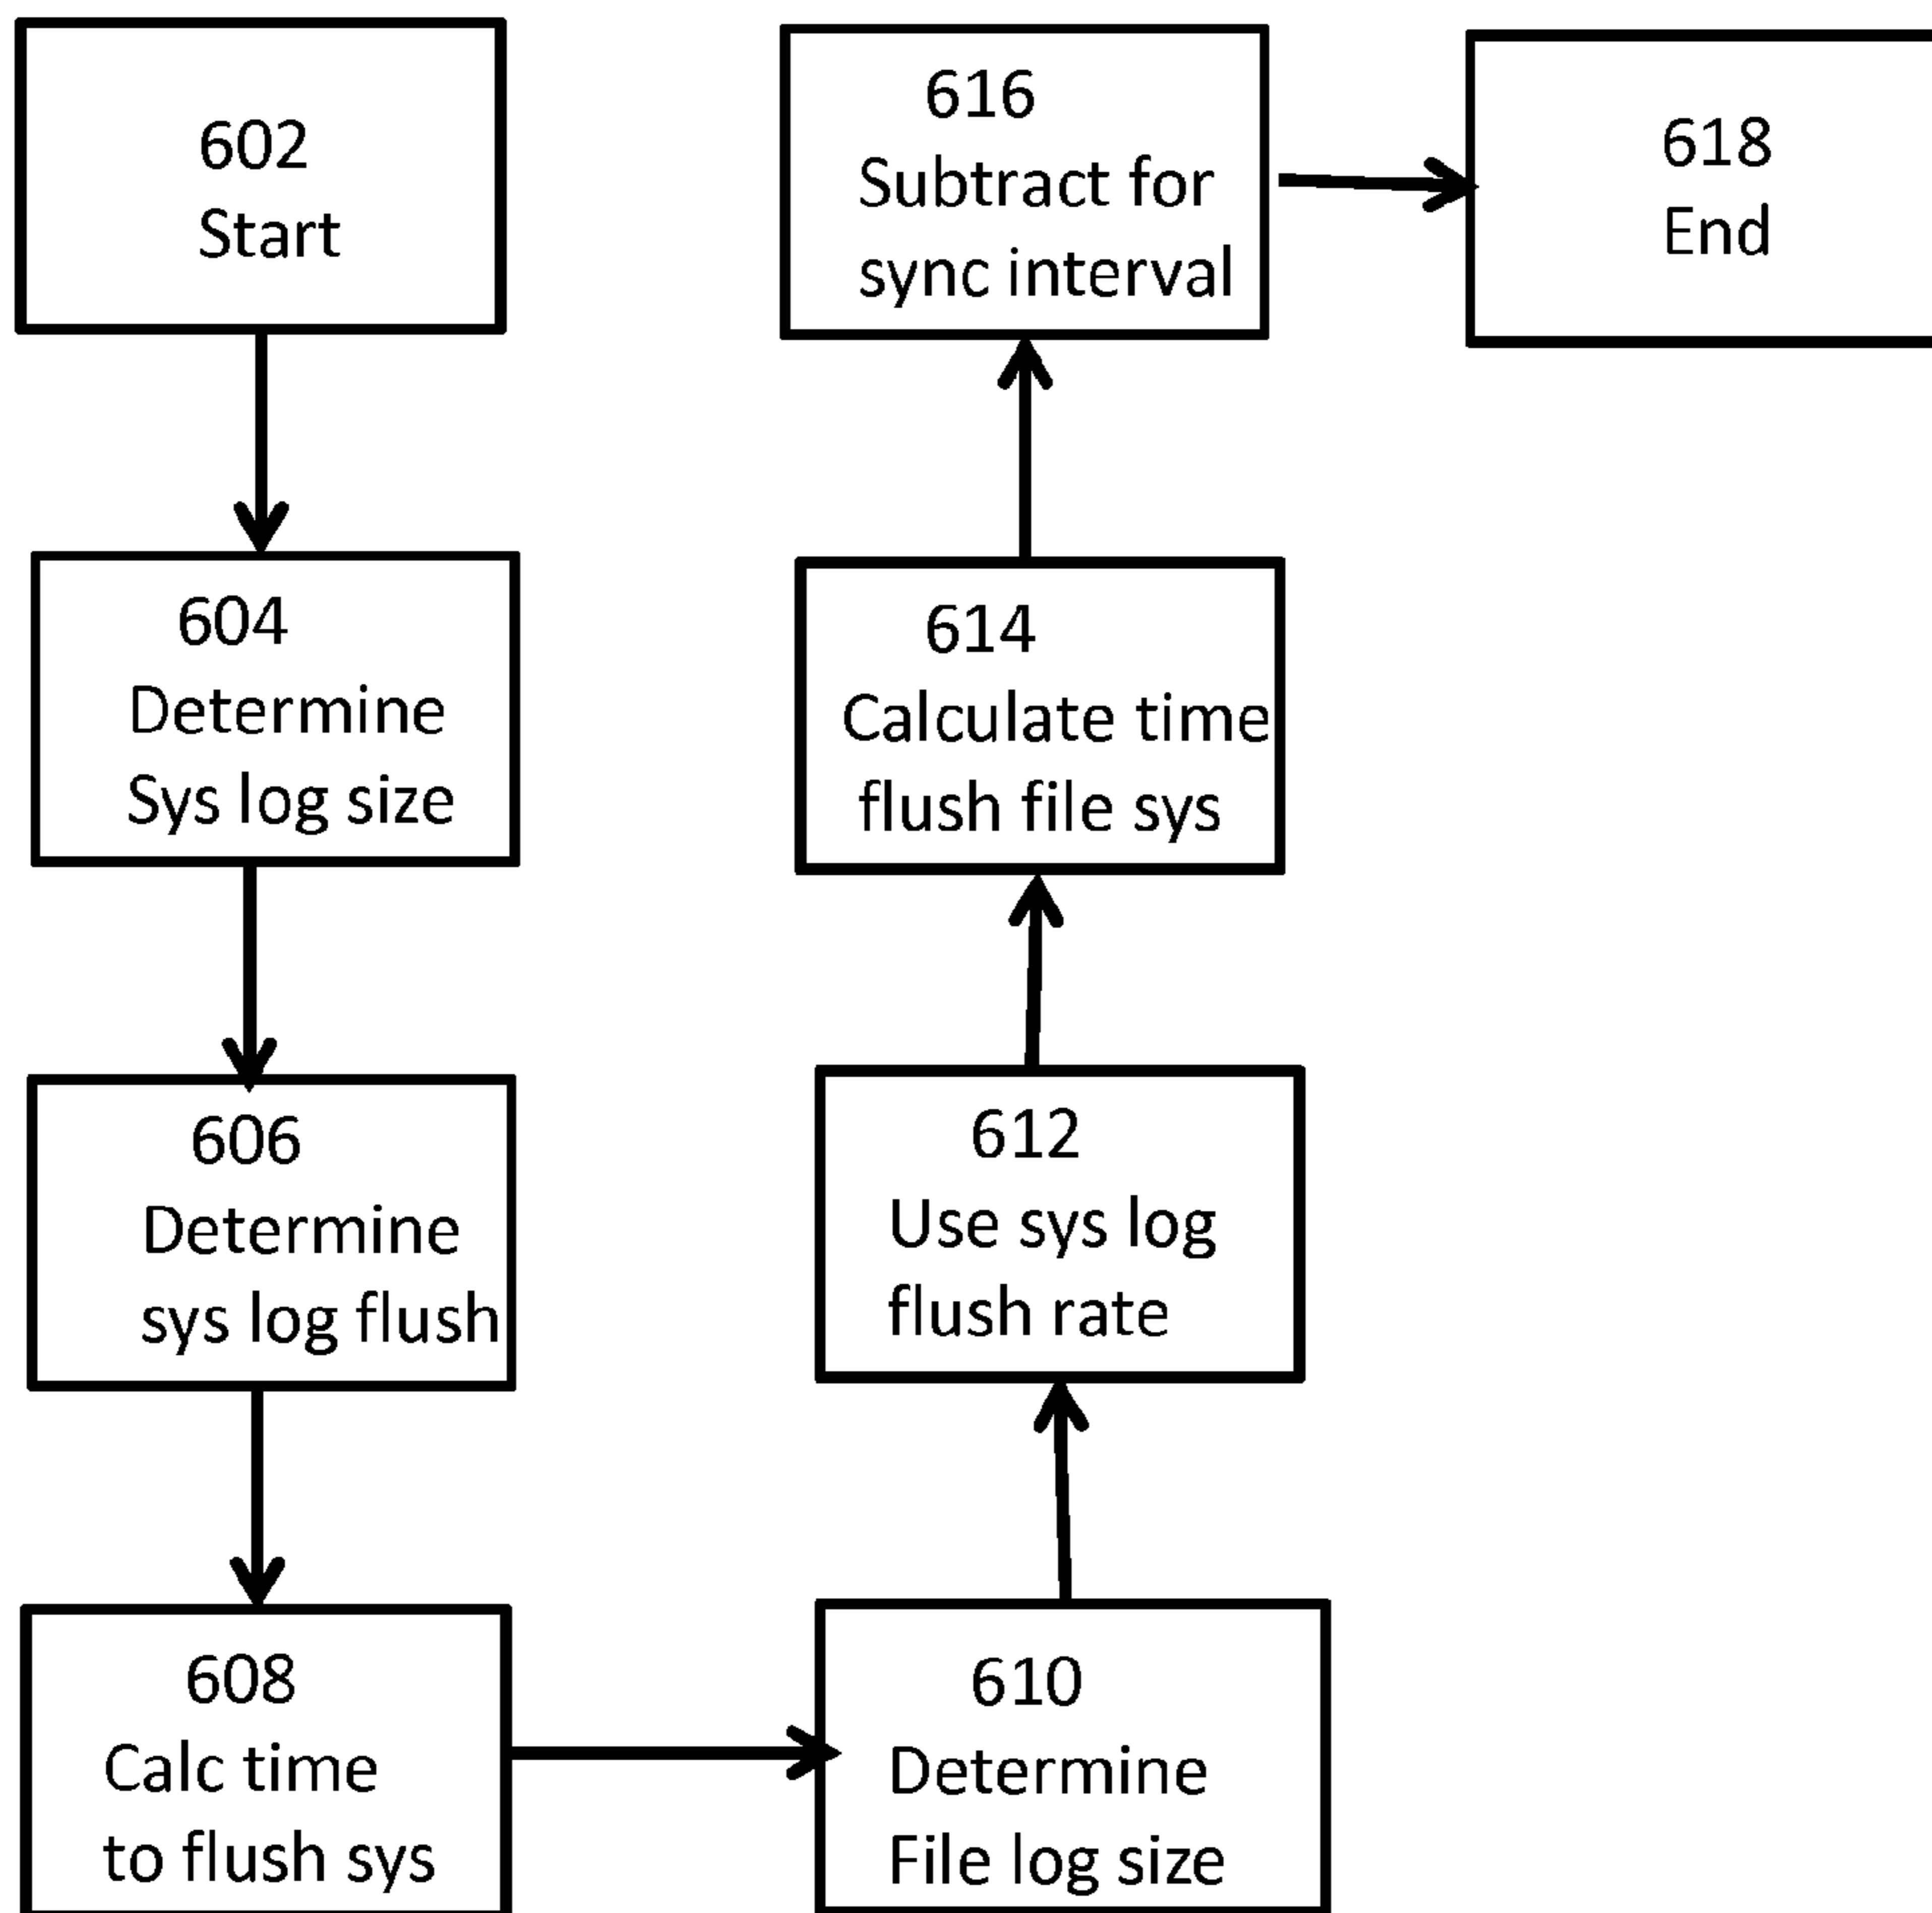 602
Start
604
Determine
Sys log size
606
Determine
sys log flush
608
Calc time
to flush sys
610
Determine
File log size
612
Use sys log
flush rate
614
Calculate time
flush file sys
616
Subtract for
sync interval
618
End